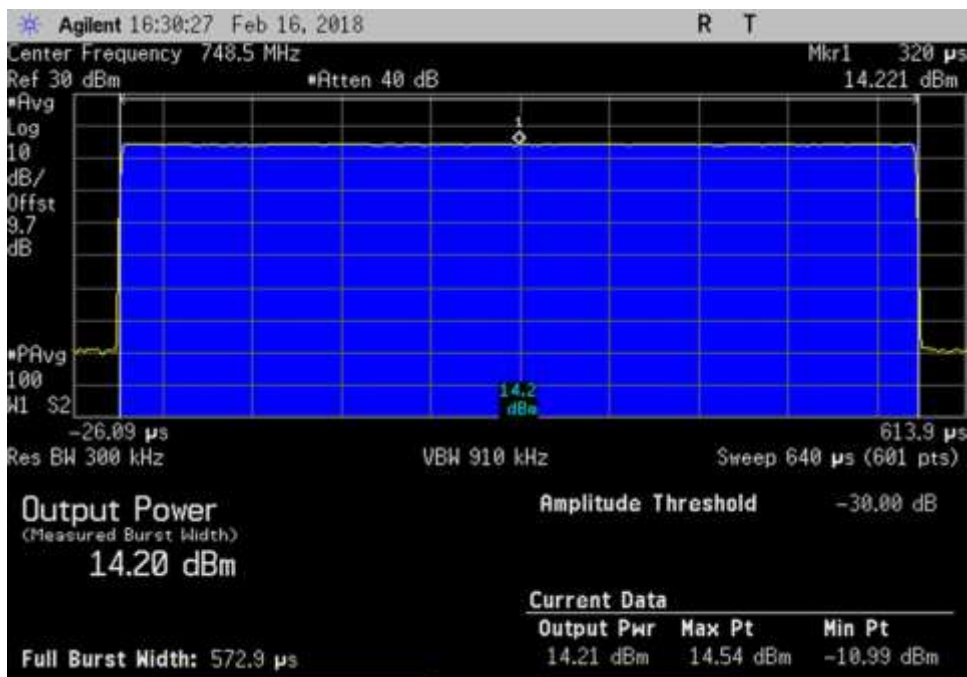 Agilent 16:30:27 Feb 16, 2018 R T
Center Frequency 748.5 MHz Mkr1 320 µs
Ref 30 dBm #Atten 40 dB 14.221 dBm
#Avg
Log
10
dB/
Offst
9.7
dB
1
#PAvg
100
W1 S2
14.2
dBm
-26.09 µs 613.9 µs
Res BW 300 kHz VBW 910 kHz Sweep 640 µs (601 pts)
Output Power Amplitude Threshold -30.00 dB
(Measured Burst Width)
14.20 dBm
Current Data
Output Pwr Max Pt Min Pt
Full Burst Width: 572.9 µs 14.21 dBm 14.54 dBm -10.99 dBm